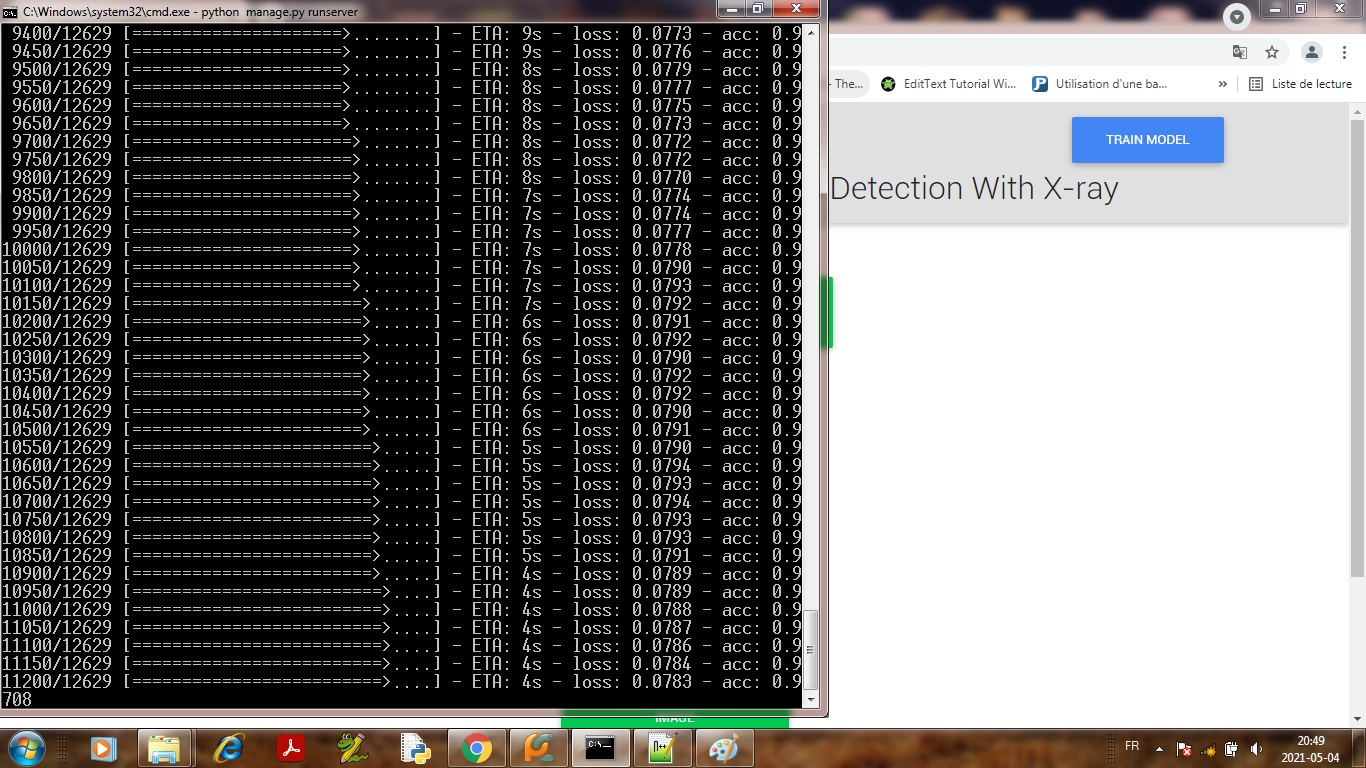 C:\Windows\system32\cmd.exe - python  manage.py runserver
9400/12629 [=====================>........] - ETA: 9s - loss: 0.0773 - acc: 0.9
9450/12629 [=====================>........] - ETA: 9s - loss: 0.0776 - acc: 0.9
9500/12629 [=====================>........] - ETA: 8s - loss: 0.0779 - acc: 0.9
9550/12629 [=====================>........] - ETA: 8s - loss: 0.0777 - acc: 0.9
9600/12629 [=====================>........] - ETA: 8s - loss: 0.0775 - acc: 0.9
9650/12629 [=====================>........] - ETA: 8s - loss: 0.0773 - acc: 0.9
9700/12629 [======================>.......] - ETA: 8s - loss: 0.0772 - acc: 0.9
9750/12629 [======================>.......] - ETA: 8s - loss: 0.0772 - acc: 0.9
9800/12629 [======================>.......] - ETA: 8s - loss: 0.0770 - acc: 0.9
9850/12629 [======================>.......] - ETA: 7s - loss: 0.0774 - acc: 0.9
9900/12629 [======================>.......] - ETA: 7s - loss: 0.0774 - acc: 0.9
9950/12629 [======================>.......] - ETA: 7s - loss: 0.0777 - acc: 0.9
10000/12629 [======================>.......] - ETA: 7s - loss: 0.0778 - acc: 0.9
10050/12629 [======================>.......] - ETA: 7s - loss: 0.0790 - acc: 0.9
10100/12629 [======================>.......] - ETA: 7s - loss: 0.0793 - acc: 0.9
10150/12629 [=======================>......] - ETA: 7s - loss: 0.0792 - acc: 0.9
10200/12629 [=======================>......] - ETA: 6s - loss: 0.0791 - acc: 0.9
10250/12629 [=======================>......] - ETA: 6s - loss: 0.0792 - acc: 0.9
10300/12629 [=======================>......] - ETA: 6s - loss: 0.0790 - acc: 0.9
10350/12629 [=======================>......] - ETA: 6s - loss: 0.0792 - acc: 0.9
10400/12629 [=======================>......] - ETA: 6s - loss: 0.0792 - acc: 0.9
10450/12629 [=======================>......] - ETA: 6s - loss: 0.0790 - acc: 0.9
10500/12629 [=======================>......] - ETA: 6s - loss: 0.0791 - acc: 0.9
10550/12629 [========================>.....] - ETA: 5s - loss: 0.0790 - acc: 0.9
10600/12629 [========================>.....] - ETA: 5s - loss: 0.0794 - acc: 0.9
10650/12629 [========================>.....] - ETA: 5s - loss: 0.0793 - acc: 0.9
10700/12629 [========================>.....] - ETA: 5s - loss: 0.0794 - acc: 0.9
10750/12629 [========================>.....] - ETA: 5s - loss: 0.0793 - acc: 0.9
10800/12629 [========================>.....] - ETA: 5s - loss: 0.0793 - acc: 0.9
10850/12629 [========================>.....] - ETA: 5s - loss: 0.0791 - acc: 0.9
10900/12629 [========================>.....] - ETA: 4s - loss: 0.0789 - acc: 0.9
10950/12629 [=========================>....] - ETA: 4s - loss: 0.0789 - acc: 0.9
11000/12629 [=========================>....] - ETA: 4s - loss: 0.0788 - acc: 0.9
11050/12629 [=========================>....] - ETA: 4s - loss: 0.0787 - acc: 0.9
11100/12629 [=========================>....] - ETA: 4s - loss: 0.0786 - acc: 0.9
11150/12629 [=========================>....] - ETA: 4s - loss: 0.0784 - acc: 0.9
11200/12629 [=========================>....] - ETA: 4s - loss: 0.0783 - acc: 0.9
708
- The... EditText Tutorial Wi... Utilisation d'une ba... » Liste de lecture
TRAIN MODEL
Detection With X-ray
IMAGE
FR
20:49
2021-05-04